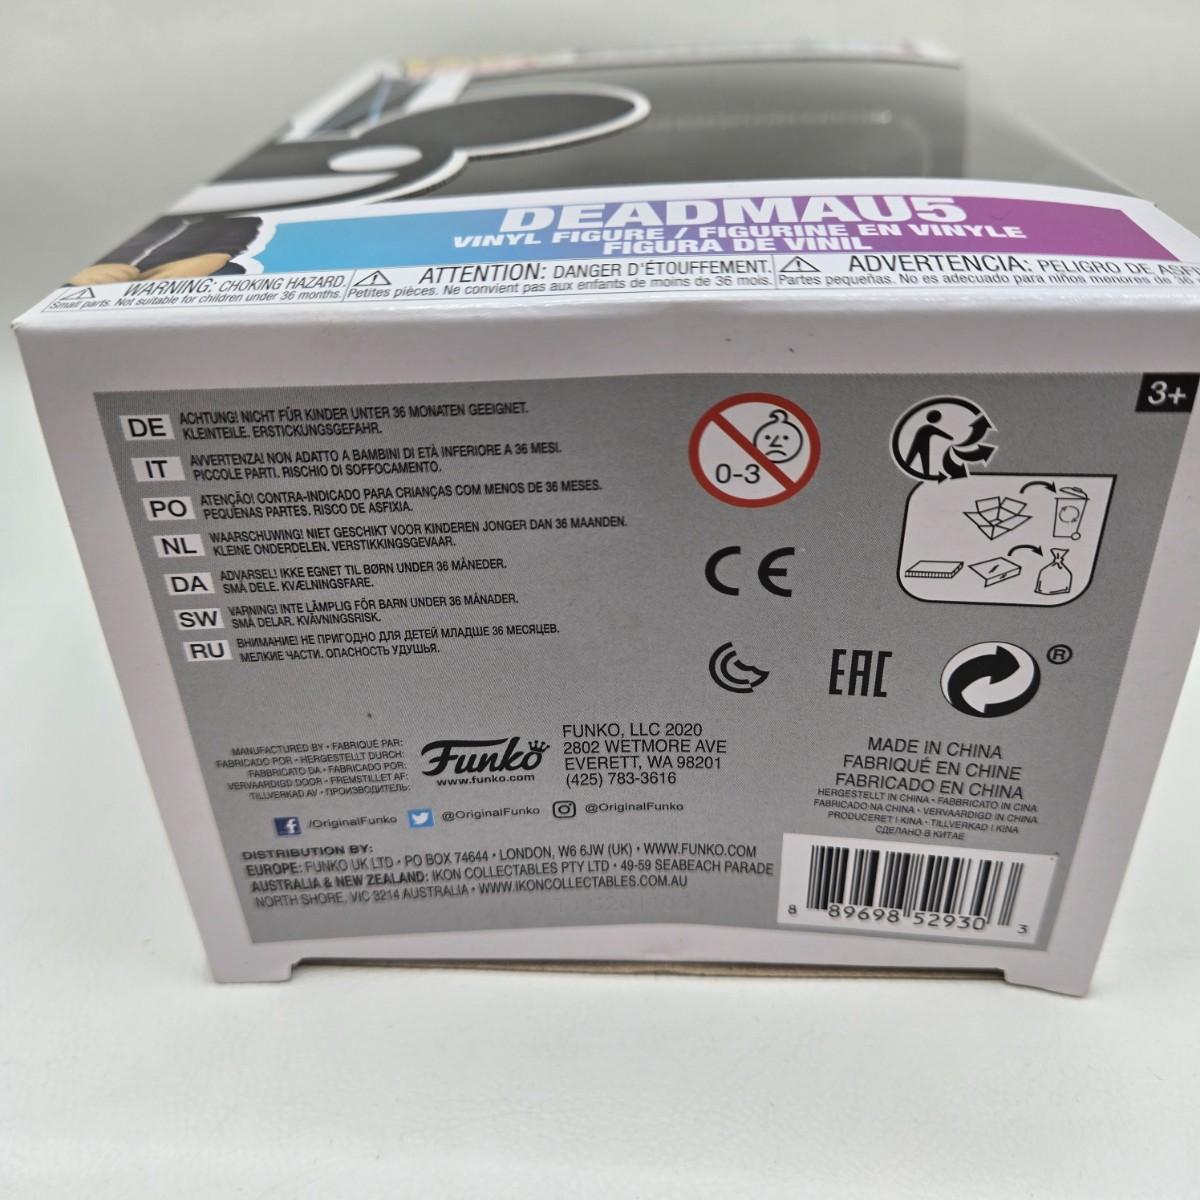 DEADMAU5
VINYL FIGURE / FIGURINE EN VINYLE
FIGURA DE VINIL
WARNING: CHOKING HAZARD.
Small parts. Not suitable for children under 36 months.
ATTENTION: DANGER D'ÉTOUFFEMENT.
Petites pièces. Ne convient pas aux enfants de moins de 36 mois.
ADVERTENCIA: PELIGRO DE ASF
Partes pequeñas. No es adecuado para niños menores de 36
3+
DE ACHTUNG! NICHT FÜR KINDER UNTER 36 MONATEN GEEIGNET.
KLEINTEILE. ERSTICKUNGSGEFAHR.
IT AVVERTENZA! NON ADATTO A BAMBINI DI ETÀ INFERIORE A 36 MESI.
PICCOLE PARTI. RISCHIO DI SOFFOCAMENTO.
PO ATENÇÃO! CONTRA-INDICADO PARA CRIANÇAS COM MENOS DE 36 MESES.
PEQUENAS PARTES. RISCO DE ASFIXIA.
NL WAARSCHUWING! NIET GESCHIKT VOOR KINDEREN JONGER DAN 36 MAANDEN.
KLEINE ONDERDELEN. VERSTIKKINGSGEVAAR.
DA ADVARSEL! IKKE EGNET TIL BØRN UNDER 36 MÅNEDER.
SMÅ DELE. KVÆLNINGSFARE.
SW VARNING! INTE LÄMPLIG FÖR BARN UNDER 36 MÅNADER.
SMÅ DELAR. KVÄVNINGSRISK.
RU ВНИМАНИЕ! НЕ ПРИГОДНО ДЛЯ ДЕТЕЙ МЛАДШЕ 36 МЕСЯЦЕВ.
МЕЛКИЕ ЧАСТИ. ОПАСНОСТЬ УДУШЬЯ.
0-3
CE
EAC
®
MANUFACTURED BY • FABRIQUÉ PAR:
FABRICADO POR • HERGESTELLT DURCH:
FABBRICATO DA • FABRICADO POR:
VERVAARDIGD DOOR • FREMSTILLET AF:
TILLVERKAD AV • ПРОИЗВОДИТЕЛЬ:
Funko
www.funko.com
FUNKO, LLC 2020
2802 WETMORE AVE
EVERETT, WA 98201
(425) 783-3616
/OriginalFunko @OriginalFunko @OriginalFunko
DISTRIBUTION BY:
EUROPE: FUNKO UK LTD • PO BOX 74644 • LONDON, W6 6JW (UK) • WWW.FUNKO.COM
AUSTRALIA & NEW ZEALAND: IKON COLLECTABLES PTY LTD • 49-59 SEABEACH PARADE
NORTH SHORE, VIC 3214 AUSTRALIA • WWW.IKONCOLLECTABLES.COM.AU
MADE IN CHINA
FABRIQUÉ EN CHINE
FABRICADO EN CHINA
HERGESTELLT IN CHINA • FABBRICATO IN CINA
FABRICADO NA CHINA • VERVAARDIGD IN CHINA
PRODUCERET I KINA • TILLVERKAD I KINA
СДЕЛАНО В КИТАЕ
8 89698 52930 3